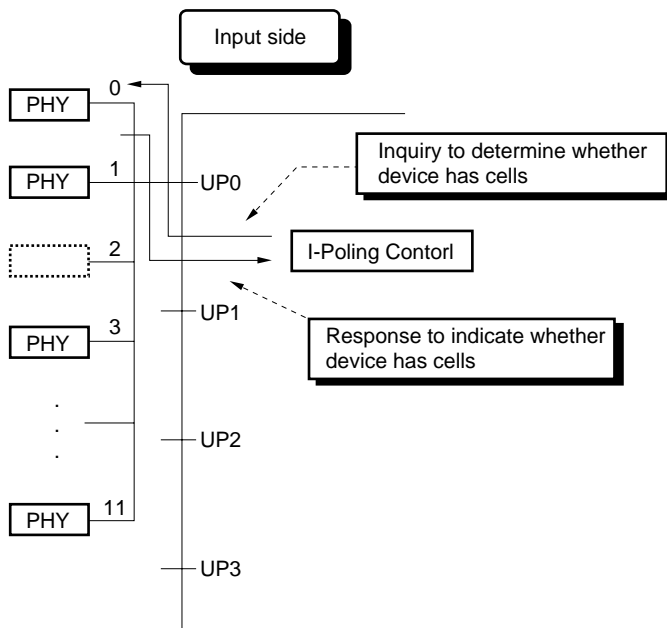 Input side
0
PHY
Inquiry to determine whether
device has cells
1
PHY
UP0
2
I-Poling Contorl
UP1
3
PHY
Response to indicate whether
device has cells
.
.
.
UP2
11
PHY
UP3